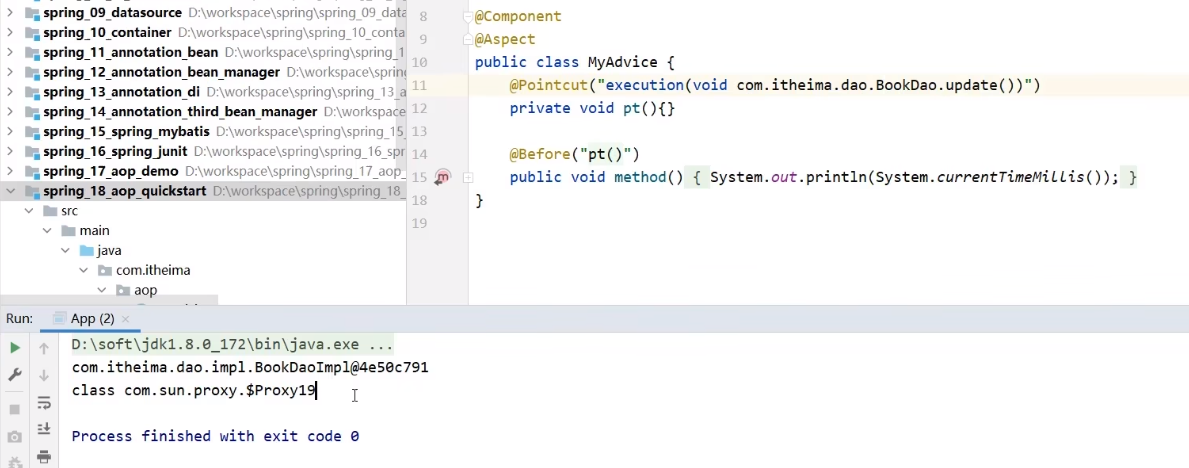 spring_09_datasource D:\workspace\spring\spring_09_data
spring_10_container D:\workspace\spring\spring_10_conta
spring_11_annotation_bean D:\workspace\spring\spring_1
spring_12_annotation_bean_manager D:\workspace\spring
spring_13_annotation_di D:\workspace\spring\spring_13_a
spring_14_annotation_third_bean_manager D:\workspace
spring_15_spring_mybatis D:\workspace\spring\spring_15_
spring_16_spring_junit D:\workspace\spring\spring_16_spr
spring_17_aop_demo D:\workspace\spring\spring_17_aop_
spring_18_aop_quickstart D:\workspace\spring\spring_18_
src
main
java
com.itheima
aop
8 @Component
9 @Aspect
10 public class MyAdvice {
11 @Pointcut("execution(void com.itheima.dao.BookDao.update())")
12 private void pt(){}
13
14 @Before("pt()")
15 public void method() { System.out.println(System.currentTimeMillis()); }
18 }
19
Run: App (2)
D:\soft\jdk1.8.0_172\bin\java.exe ...
com.itheima.dao.impl.BookDaoImpl@4e50c791
class com.sun.proxy.$Proxy19
Process finished with exit code 0